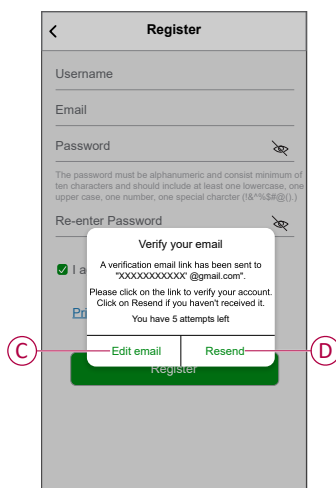 Register
Username
Email
Password
The password must be alphanumeric and consist minimum of
ten characters and should include at least one lowercase, one
upper case, one number, one special charcter (!&^%$#@().)
Re-enter Password
I a
Verify your email
A verification email link has been sent to
"XXXXXXXXXXX' @gmail.com".
Please click on the link to verify your account.
Click on Resend if you haven't received it.
You have 5 attempts left
Pri
C Edit email Resend D
Register